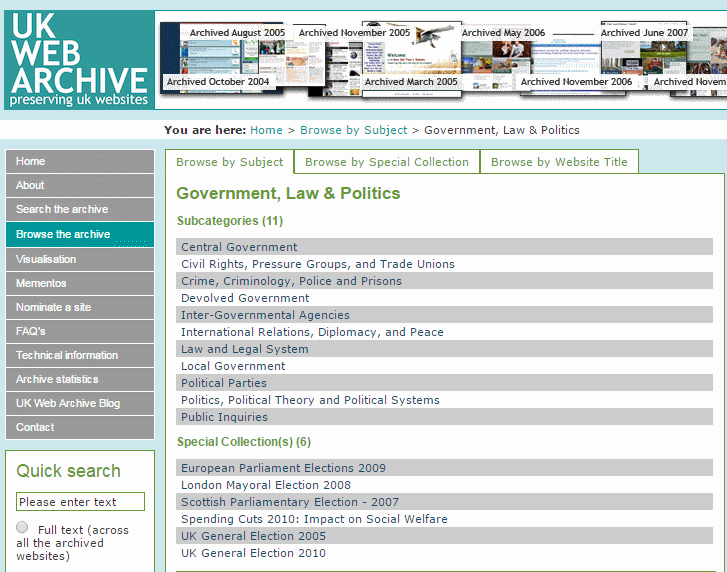 UK
WEB
ARCHIVE
preserving uk websites
Archived August 2005
Archived November 2005
Archived May 2006
Archived June 2007
Archived October 2004
Archived March 2005
Archived November 2006
Archived Novem
Welcome
You are here: Home > Browse by Subject > Government, Law & Politics
Home
About
Search the archive
Browse the archive
Visualisation
Mementos
Nominate a site
FAQ's
Technical information
Archive statistics
UK Web Archive Blog
Contact
Quick search
Please enter text
Full text (across
all the archived
websites)
Browse by Subject
Browse by Special Collection
Browse by Website Title
Government, Law & Politics
Subcategories (11)
Central Government
Civil Rights, Pressure Groups, and Trade Unions
Crime, Criminology, Police and Prisons
Devolved Government
Inter-Governmental Agencies
International Relations, Diplomacy, and Peace
Law and Legal System
Local Government
Political Parties
Politics, Political Theory and Political Systems
Public Inquiries
Special Collection(s) (6)
European Parliament Elections 2009
London Mayoral Election 2008
Scottish Parliamentary Election - 2007
Spending Cuts 2010: Impact on Social Welfare
UK General Election 2005
UK General Election 2010